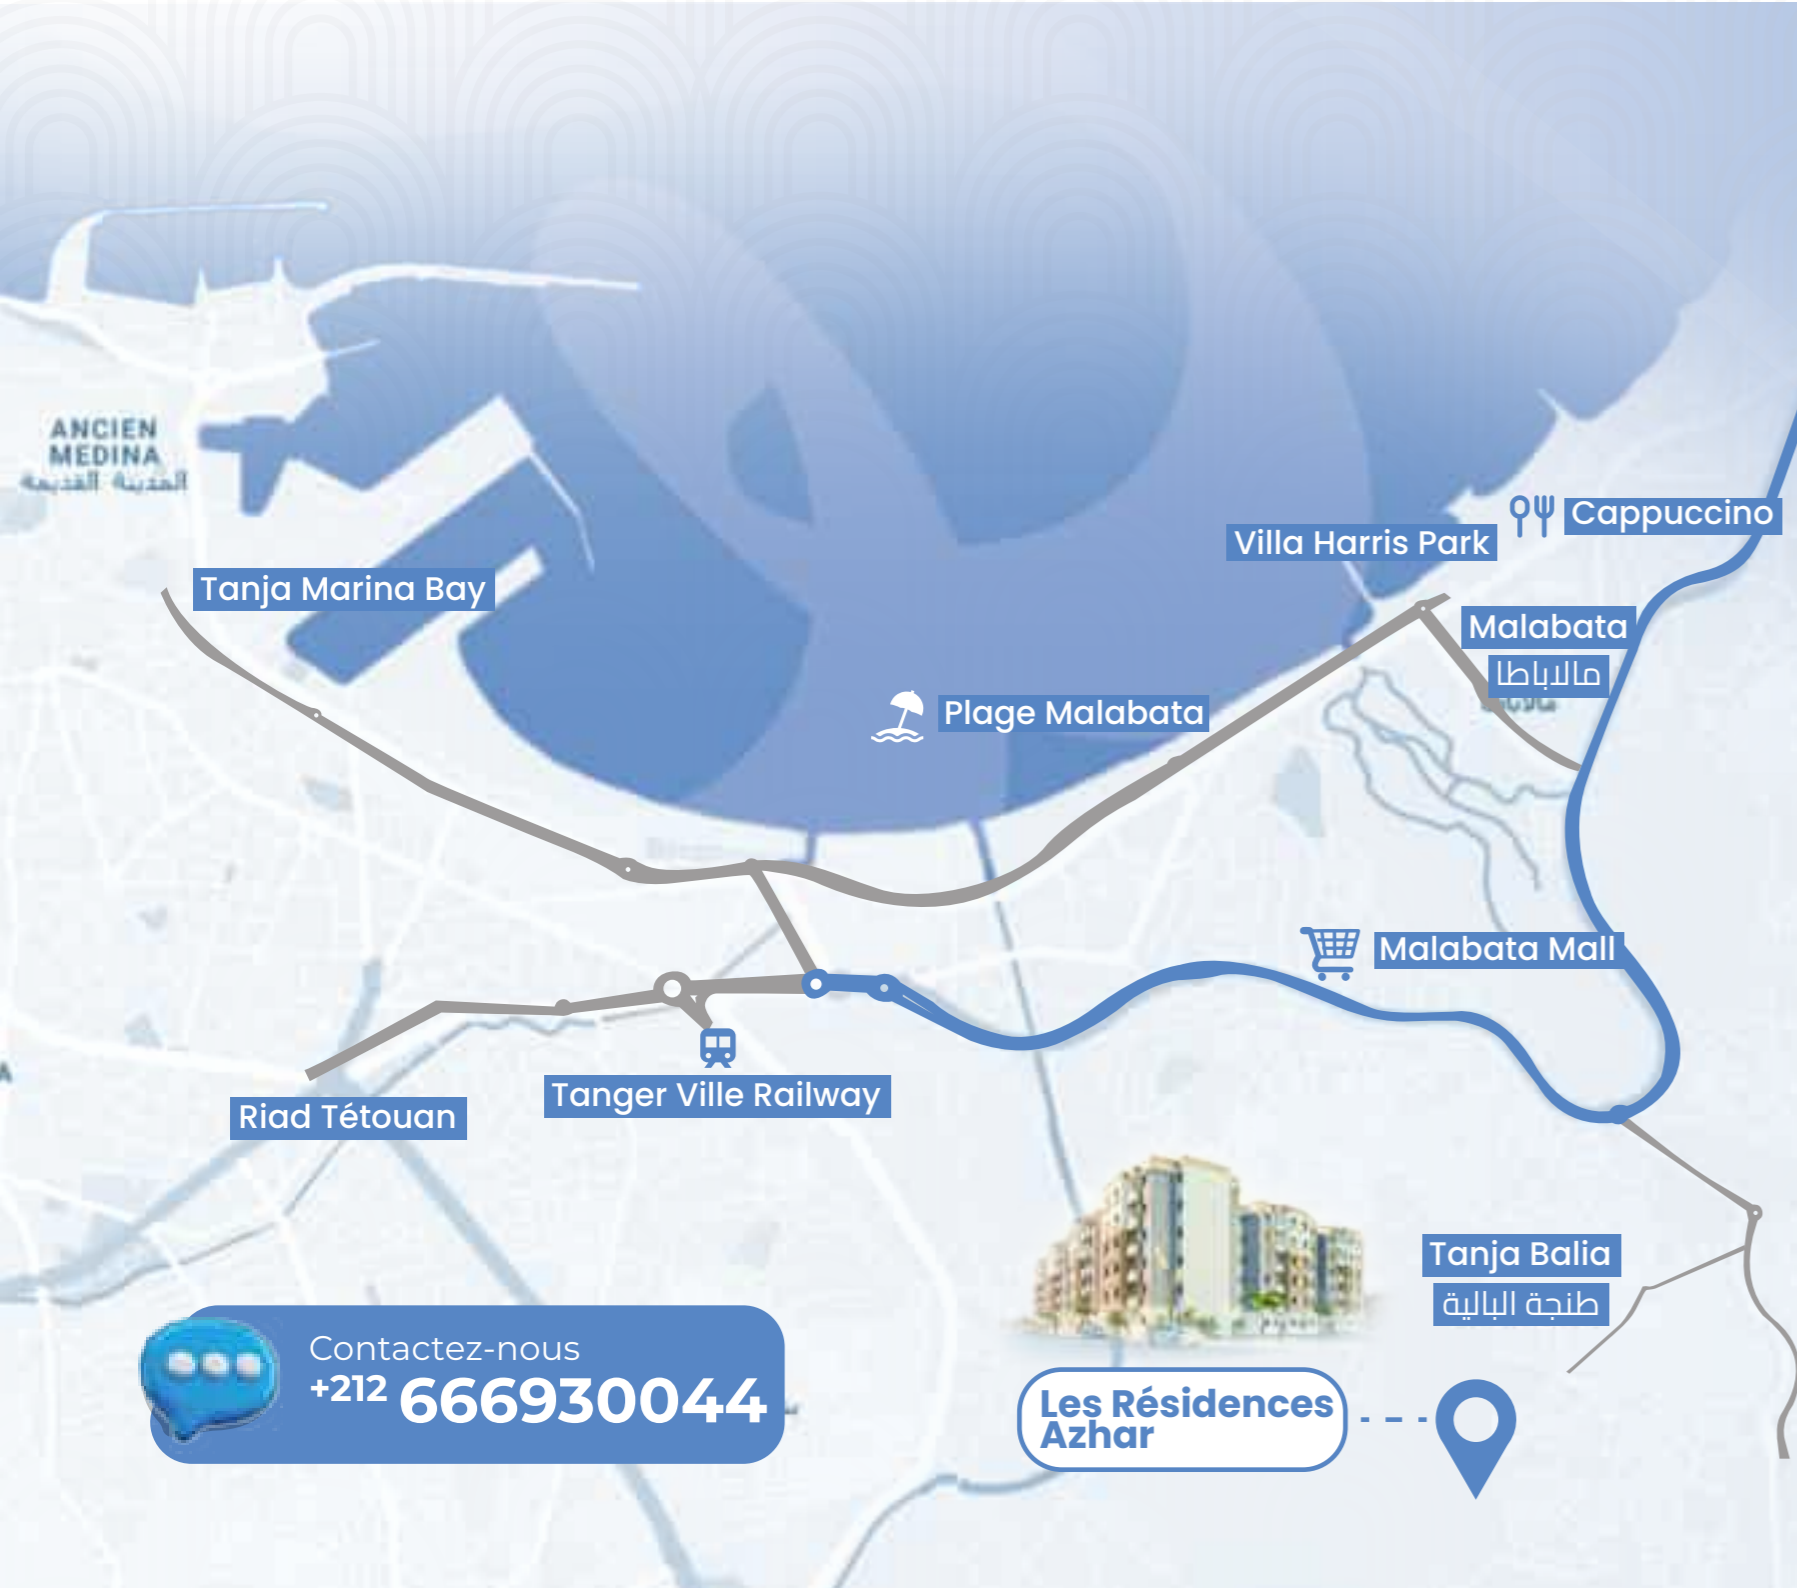 ANCIEN
MEDINA
المدينة القديمة
Tanja Marina Bay
Villa Harris Park
Cappuccino
Malabata
مالاباطا
Plage Malabata
Malabata Mall
Tanger Ville Railway
Riad Tétouan
Tanja Balia
طنجة البالية
Contactez-nous
+212 666930044
Les Résidences
Azhar